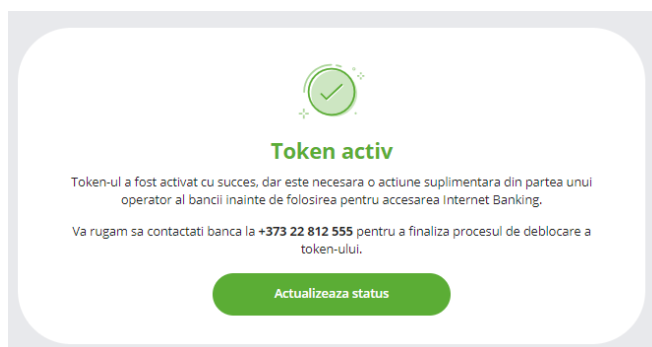 Token activ
Token-ul a fost activat cu succes, dar este necesara o actiune suplimentara din partea unui
operator al bancii inainte de folosirea pentru accesarea Internet Banking.
Va rugam sa contactati banca la +373 22 812 555 pentru a finaliza procesul de deblocare a
token-ului.
Actualizeaza status